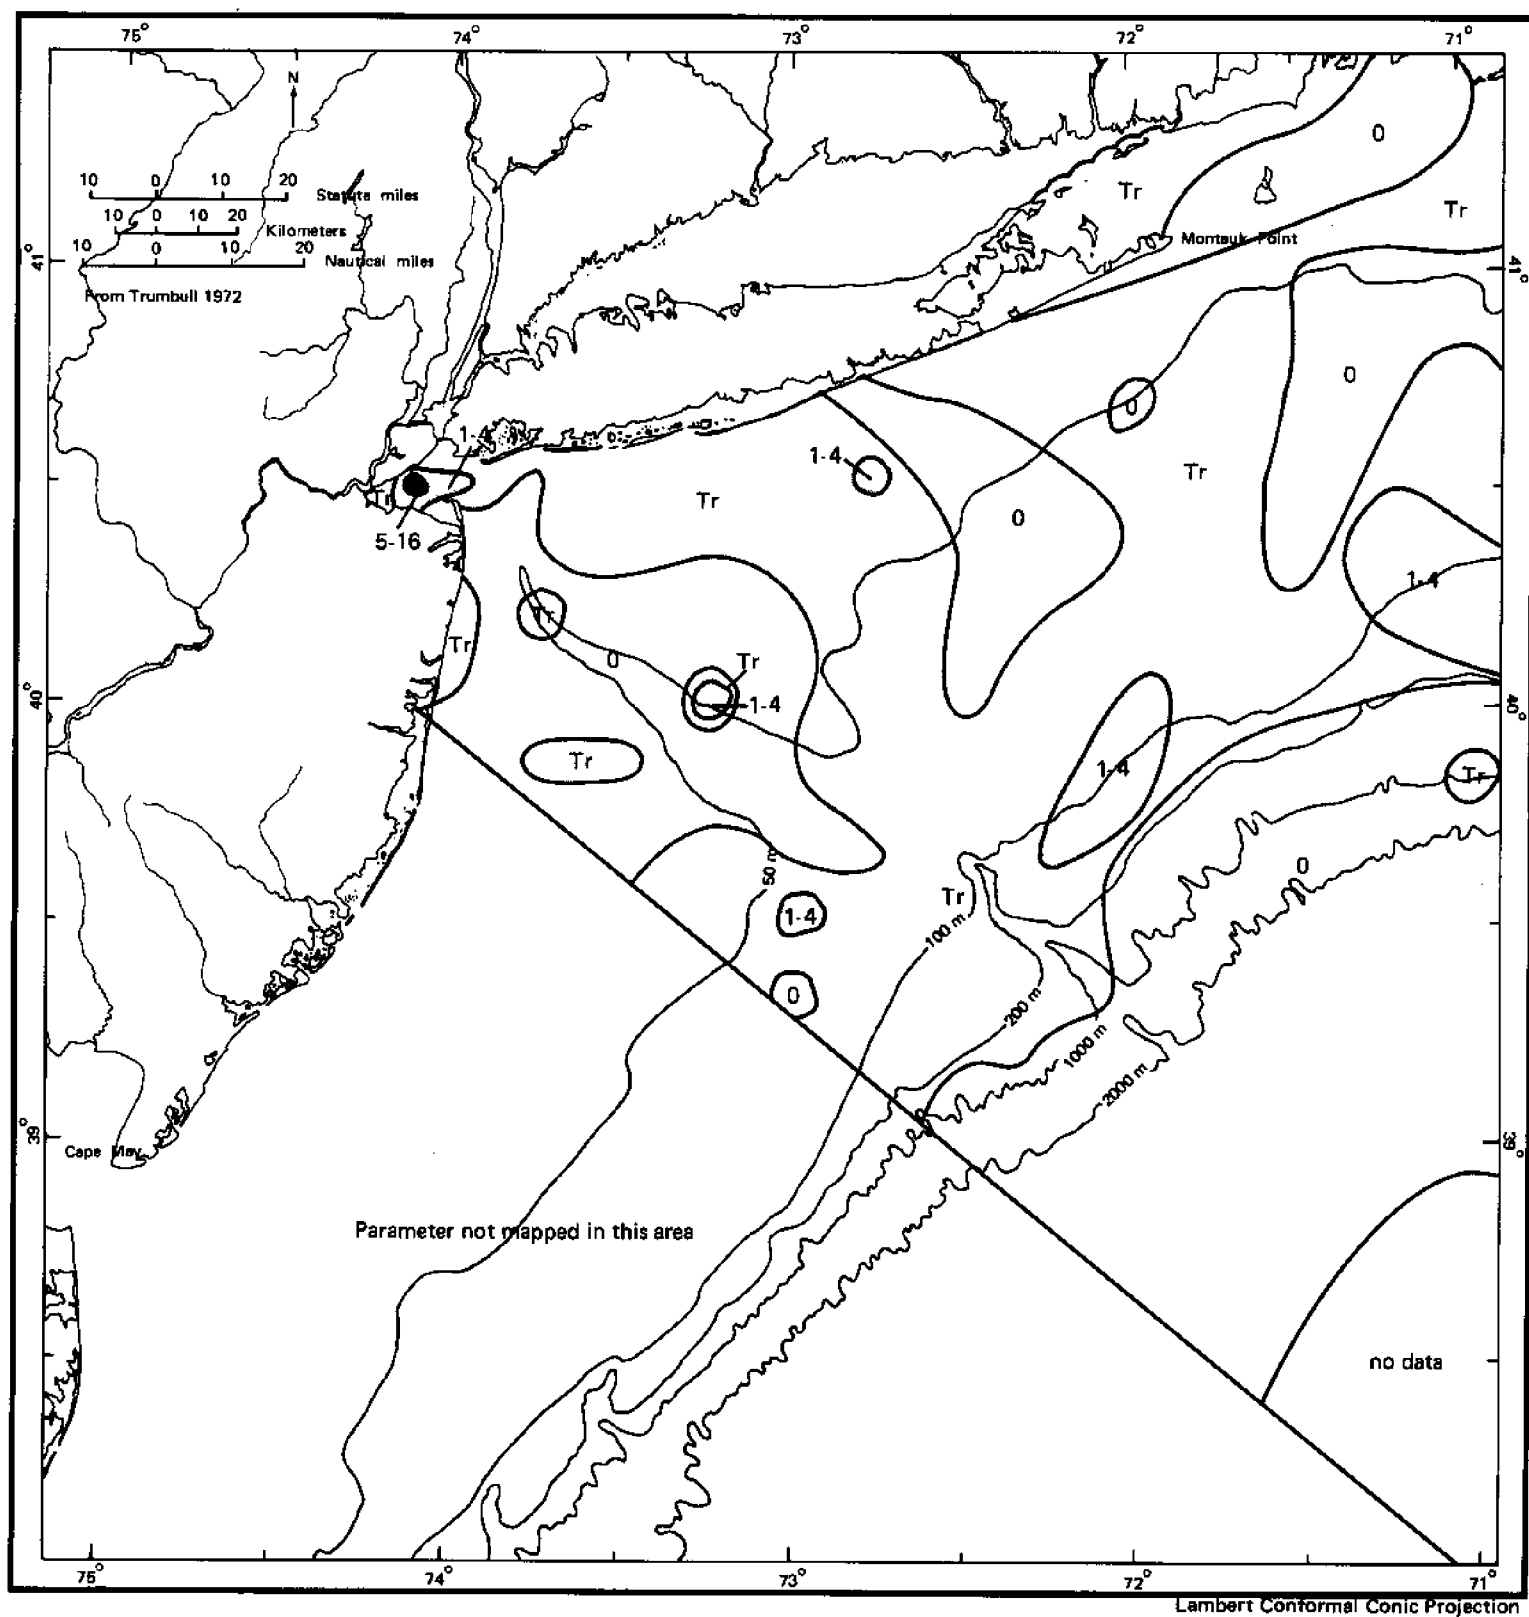 75° 74° 73° 72° 71°
N
10 0 10 20 Statute miles
10 0 10 20 Kilometers
10 0 10 20 Nautical miles
From Trumbull 1972
0
Tr
Tr
Montauk Point
41° 41°
0
0
1-4
1-4
Tr
Tr
Tr
0
5-16
1-4
Tr
Tr
0
Tr
1-4
40° 40°
Tr
1-4
Tr
50 m
0
Tr
1-4
100 m
0
200 m
1000 m
2000 m
39° 39°
Cape May
Parameter not mapped in this area
no data
75° 74° 73° 72° 71°
Lambert Conformal Conic Projection